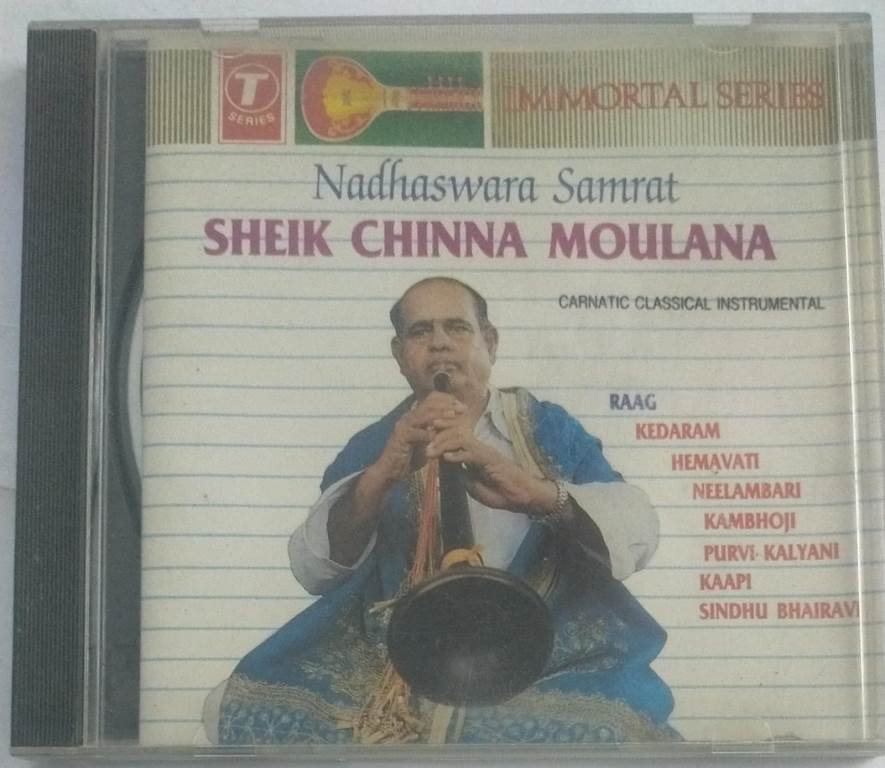 T
SERIES
IMMORTAL SERIES
Nadhaswara Samrat
SHEIK CHINNA MOULANA
CARNATIC CLASSICAL INSTRUMENTAL
RAAG
KEDARAM
HEMAVATI
NEELAMBARI
KAMBHOJI
PURVI-KALYANI
KAAPI
SINDHU BHAIRAVI